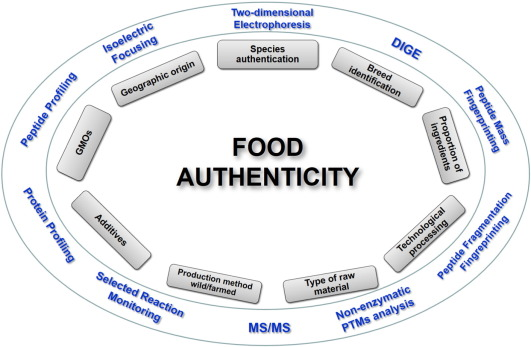 Two-dimensional
Electrophoresis
DIGE
Peptide Mass
Fingerprinting
Peptide Fragmentation
Fingreprinting
Non-enzymatic
PTMs analysis
MS/MS
Selected Reaction
Monitoring
Protein Profiling
Peptide Profiling
Isoelectric
Focusing
Species
authentication
Breed
identification
Proportion of
ingredients
Technological
processing
Type of raw
material
Production method
wild/farmed
Additives
GMOs
Geographic origin
FOOD
AUTHENTICITY